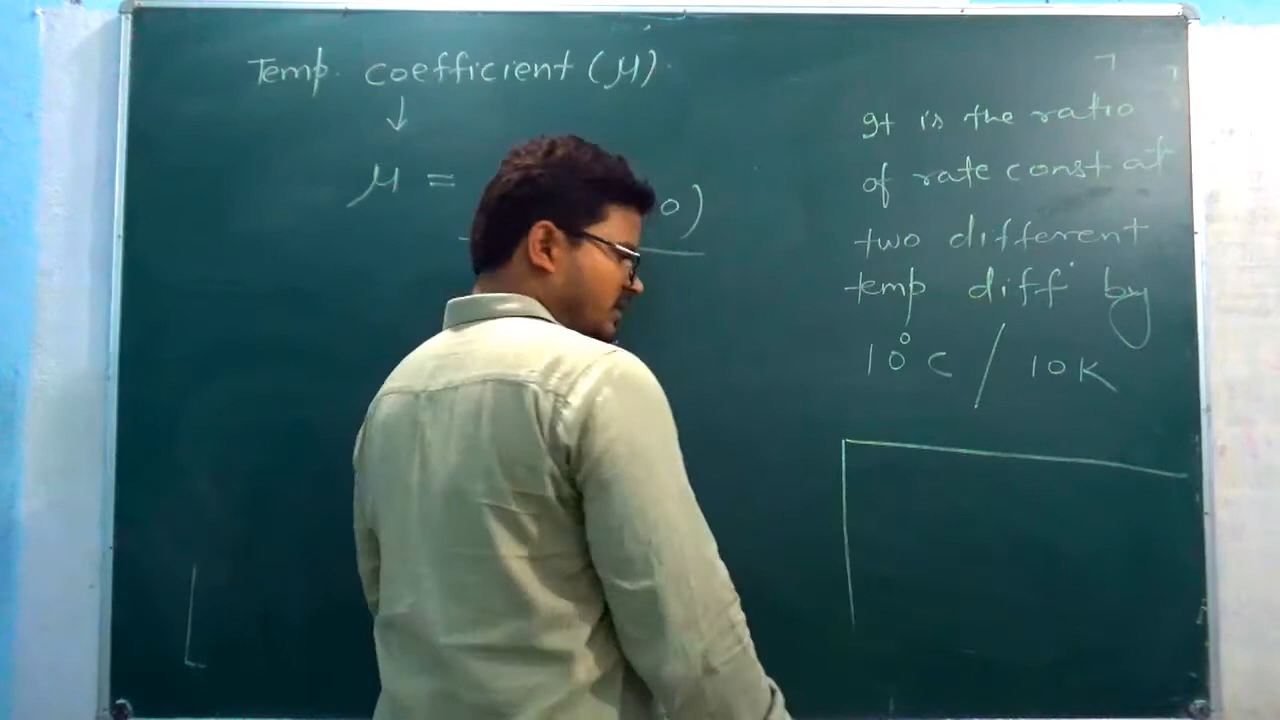 Temp. coefficient (μ).
↓
μ =
0)
It is the ratio
of rate const at
two different
temp diff by
10°C / 10K